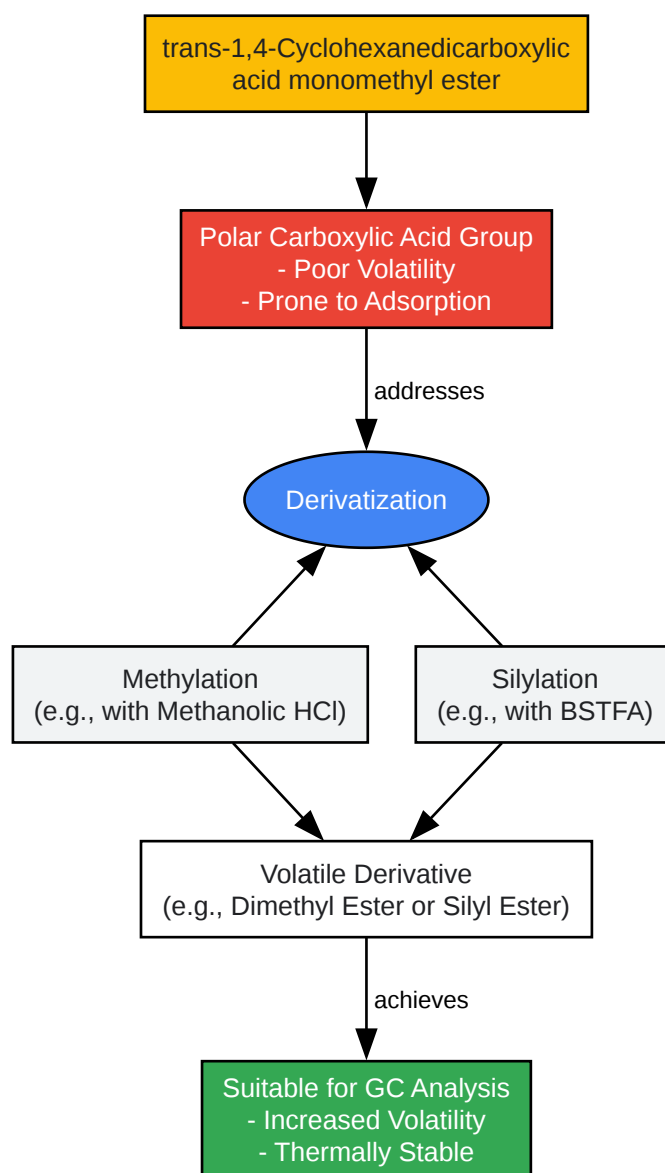 trans-1,4-Cyclohexanedicarboxylic
acid monomethyl ester
Polar Carboxylic Acid Group
- Poor Volatility
- Prone to Adsorption
addresses
Derivatization
Methylation
(e.g., with Methanolic HCl)
Silylation
(e.g., with BSTFA)
Volatile Derivative
(e.g., Dimethyl Ester or Silyl Ester)
achieves
Suitable for GC Analysis
- Increased Volatility
- Thermally Stable